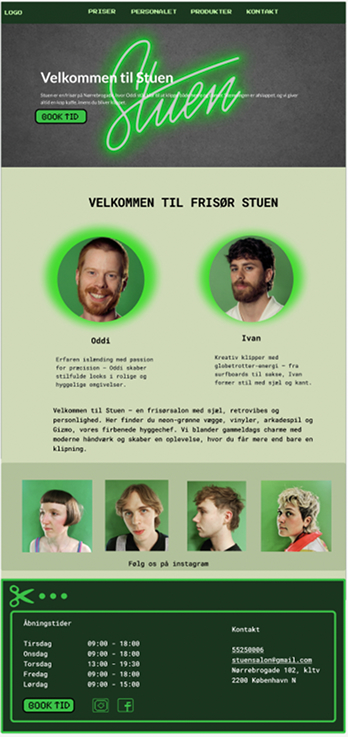 LOGO
PRISER PERSONALET PRODUKTER KONTAKT
Velkommen til Stuen
Stuen
BOOK TID
VELKOMMEN TIL FRISØR STUEN
Oddi
Erfaren islænding med passion
for præcision – Oddi skaber
stilfulde looks i rolige og
hyggelige omgivelser.
Ivan
Kreativ klipper med
globetrotter-energi – fra
surfboards til sakse, Ivan
former stil med sjæl og kant.
Velkommen til Stuen – en frisørsalon med sjæl, retrovibes og
personlighed. Her finder du neon-grønne vægge, vinyler, arkadespil og
Gizmo, vores firbenede hyggechef. Vi blander gammeldags charme med
moderne håndværk og skaber en oplevelse, hvor du får mere end bare en
klipning.
Følg os på instagram
Åbningstider
Tirsdag 09:00 - 18:00
Onsdag 09:00 - 18:00
Torsdag 13:00 - 19:30
Fredag 09:00 - 18:00
Lørdag 09:00 - 15:00
BOOK TID
Kontakt
55250006
stuensalon@gmail.com
Nørrebrogade 102, kltv
2200 København N